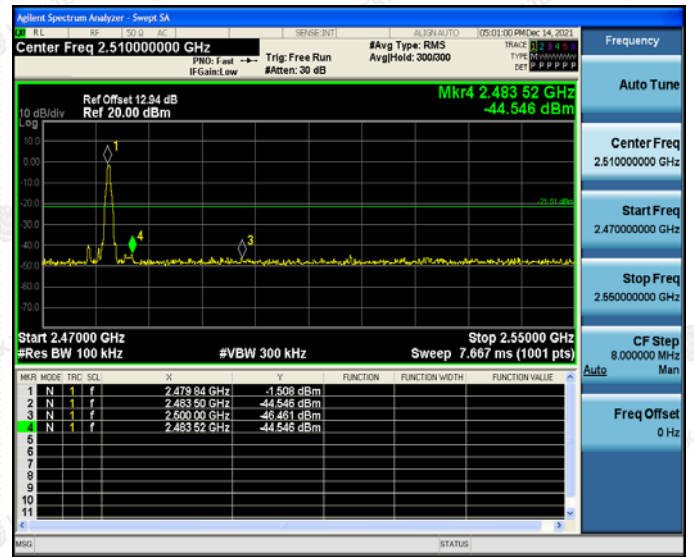 Agilent Spectrum Analyzer - Swept SA
RL RF 50 Ω AC SENSE:INT ALIGN AUTO 05:01:00 PM Dec 14, 2021
Center Freq 2.510000000 GHz
PNO: Fast
IFGain:Low
Trig: Free Run
#Atten: 30 dB
#Avg Type: RMS
Avg|Hold: 300/300
TRACE 1 2 3 4 5 6
TYPE M
DET P P P P P P
Mkr4 2.483 52 GHz
-44.546 dBm
Ref Offset 12.94 dB
10 dB/div Ref 20.00 dBm
Log
10.0
0.00
-10.0
-20.0
-30.0
-40.0
-50.0
-60.0
-70.0
1
4
3
-21.51 dBm
Start 2.47000 GHz Stop 2.55000 GHz
#Res BW 100 kHz #VBW 300 kHz Sweep 7.667 ms (1001 pts)
MKR MODE TRC SCL X Y FUNCTION FUNCTION WIDTH FUNCTION VALUE
1 N 1 f 2.479 84 GHz -1.508 dBm
2 N 1 f 2.483 50 GHz -44.546 dBm
3 N 1 f 2.500 00 GHz -46.461 dBm
4 N 1 f 2.483 52 GHz -44.546 dBm
5
6
7
8
9
10
11
MSG STATUS
Frequency
Auto Tune
Center Freq
2.510000000 GHz
Start Freq
2.470000000 GHz
Stop Freq
2.550000000 GHz
CF Step
8.000000 MHz
Auto Man
Freq Offset
0 Hz